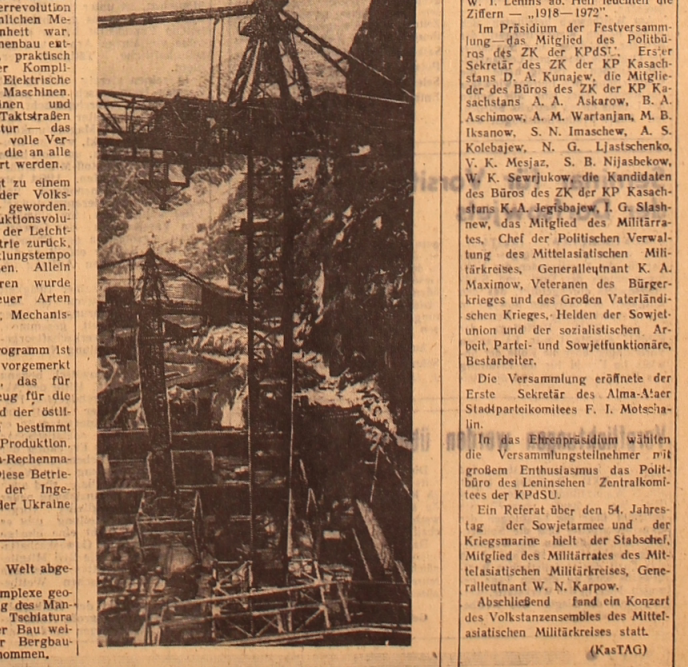 errevolution
nlichen Me-
nheit war,
nenbau ent-
praktisch
er Kompli-
Elektrische
Maschinen.
inen und
Taktstraßen
tur — das
volle Ver-
die an alle
rt werden.
t zu einem
der Volks-
geworden.
uktionsvolu-
der Leicht-
trie zurück,
klungstempo
en. Allein
ren wurde
euer Arten
, Mechanis-
rogramm ist
vorgemerkt
, das für
eug für die
d der östli-
bestimmt
Produktion.
-Rechenma-
Diese Betrie-
der Inge-
der Ukraine
Welt abge-
mplexe geo-
g des Man-
Tschiatura
er Bau wei-
r Bergbau-
nommen.
W. I. Lenins ab. Hell leuchten die
Ziffern — „1918—1972".
Im Präsidium der Festversamm-
lung—das Mitglied des Politbü-
ros des ZK der KPdSU, Erster
Sekretär des ZK der KP Kasach-
stans D. A. Kunajew, die Mitglie-
der des Büros des ZK der KP Ka-
sachstans A. A. Askarow, B. A.
Aschimow, A. M. Wartanjan, M. B.
Iksanow, S. N. Imaschew, A. S.
Kolebajew, N. G. Ljastschenko,
V. K. Mesjaz, S. B. Nijasbekow,
W. K. Sewrjukow, die Kandidaten
des Büros des ZK der KP Kasach-
stans K. A. Jegisbajew, I. G. Slash-
new, das Mitglied des Militärra-
tes, Chef der Politischen Verwal-
tung des Mittelasiatischen Mili-
tärkreises, Generalleutnant K. A.
Maximow, Veteranen des Bürger-
krieges und des Großen Vaterländi-
schen Krieges, Helden der Sowjet-
union und der sozialistischen Ar-
beit, Partei- und Sowjetfunktionäre,
Bestarbeiter.
Die Versammlung eröffnete der
Erste Sekretär des Alma-Ataer
Stadtparteikomitees F. I. Motscha-
lin.
In das Ehrenpräsidium wählten
die Versammlungsteilnehmer mit
großem Enthusiasmus das Polit-
büro des Leninschen Zentralkomi-
tees der KPdSU.
Ein Referat über den 54. Jahres-
tag der Sowjetarmee und der
Kriegsmarine hielt der Stabschef,
Mitglied des Militärrates des Mit-
telasiatischen Militärkreises, Gene-
ralleutnant W. N. Karpow.
Abschließend fand ein Konzert
des Volkstanzensembles des Mittel-
asiatischen Militärkreises statt.
(KasTAG)